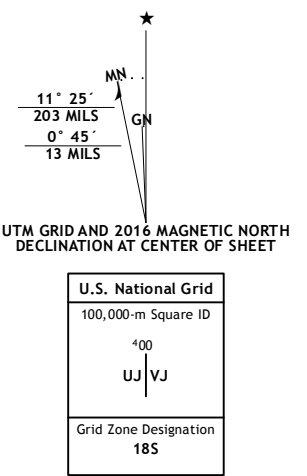 ★
MN
11° 25´
203 MILS
GN
0° 45´
13 MILS
UTM GRID AND 2016 MAGNETIC NORTH
DECLINATION AT CENTER OF SHEET
U.S. National Grid
100,000-m Square ID
⁴00
UJ VJ
Grid Zone Designation
18S